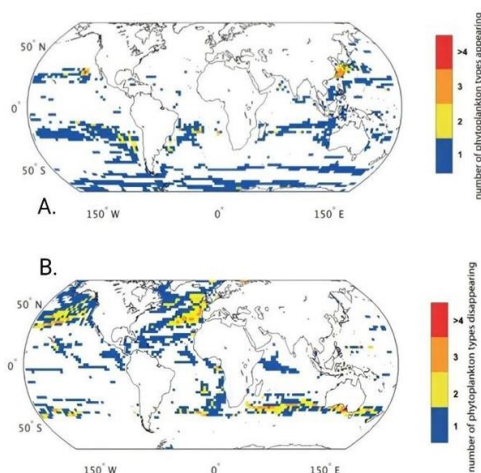 50° N
0°
50° S
A.
150° W
0°
150° E
>4
3
2
1
number of phytoplankton types appearing
B.
50° N
0°
50° S
150° W
0°
150° E
>4
3
2
1
number of phytoplankton types disappearing